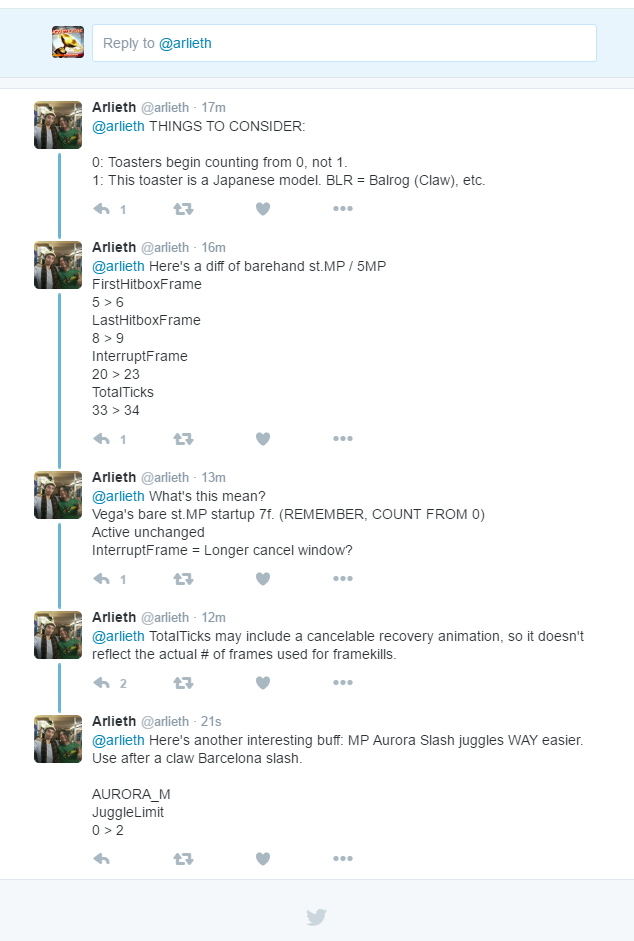 Reply to @arlieth
Arlieth @arlieth · 17m
@arlieth THINGS TO CONSIDER:
0: Toasters begin counting from 0, not 1.
1: This toaster is a Japanese model. BLR = Balrog (Claw), etc.
1
Arlieth @arlieth · 16m
@arlieth Here's a diff of barehand st.MP / 5MP
FirstHitboxFrame
5 > 6
LastHitboxFrame
8 > 9
InterruptFrame
20 > 23
TotalTicks
33 > 34
1
Arlieth @arlieth · 13m
@arlieth What's this mean?
Vega's bare st.MP startup 7f. (REMEMBER, COUNT FROM 0)
Active unchanged
InterruptFrame = Longer cancel window?
1
Arlieth @arlieth · 12m
@arlieth TotalTicks may include a cancelable recovery animation, so it doesn't
reflect the actual # of frames used for framekills.
2
Arlieth @arlieth · 21s
@arlieth Here's another interesting buff: MP Aurora Slash juggles WAY easier.
Use after a claw Barcelona slash.
AURORA_M
JuggleLimit
0 > 2